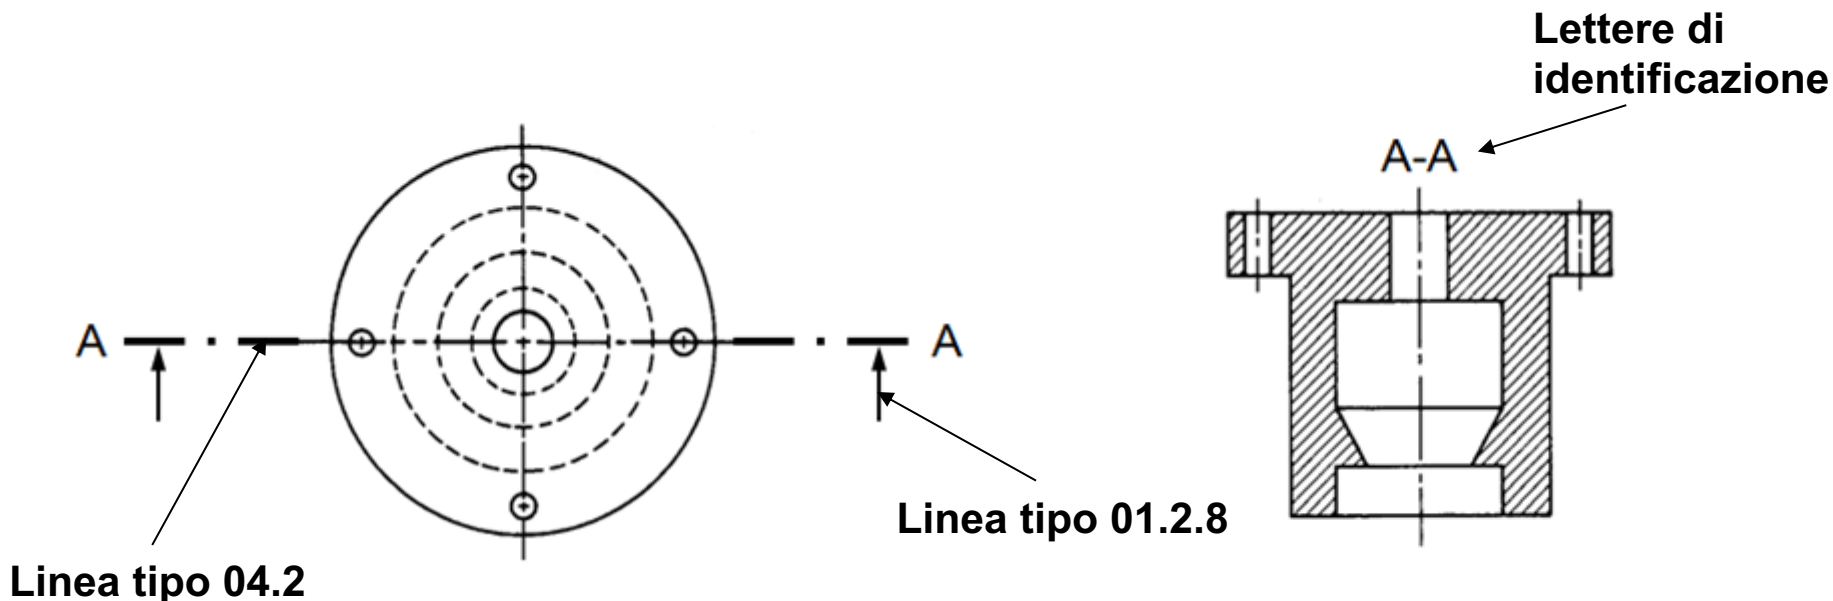 Lettere di
identificazione
A-A
A
A
Linea tipo 01.2.8
Linea tipo 04.2